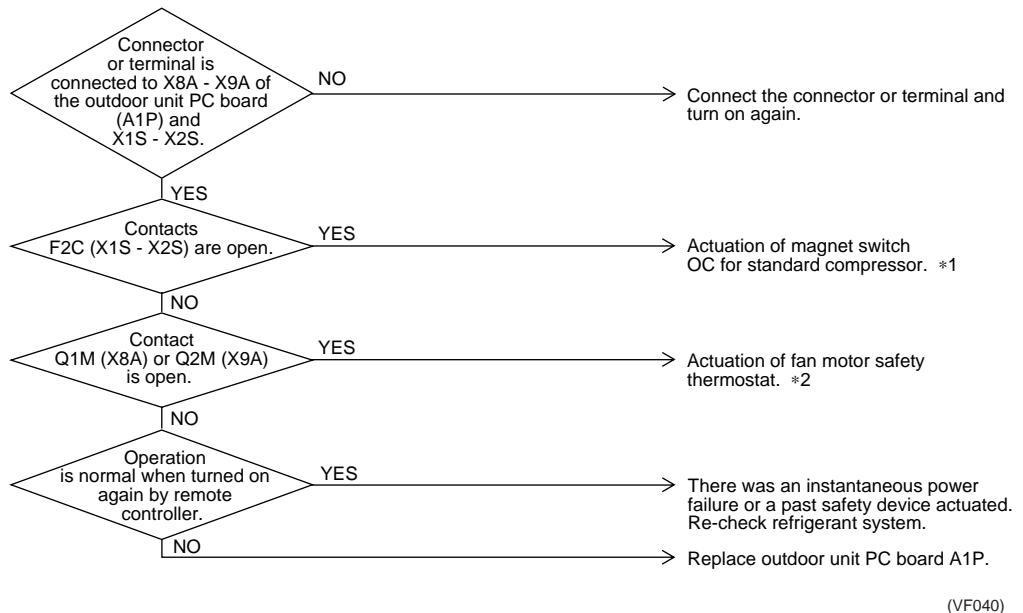 Connector
or terminal is
connected to X8A - X9A of
the outdoor unit PC board
(A1P) and
X1S - X2S.
NO
Connect the connector or terminal and
turn on again.
YES
Contacts
F2C (X1S - X2S) are open.
YES
Actuation of magnet switch
OC for standard compressor. ∗1
NO
Contact
Q1M (X8A) or Q2M (X9A)
is open.
YES
Actuation of fan motor safety
thermostat. ∗2
NO
Operation
is normal when turned on
again by remote
controller.
YES
There was an instantaneous power
failure or a past safety device actuated.
Re-check refrigerant system.
NO
Replace outdoor unit PC board A1P.
(VF040)